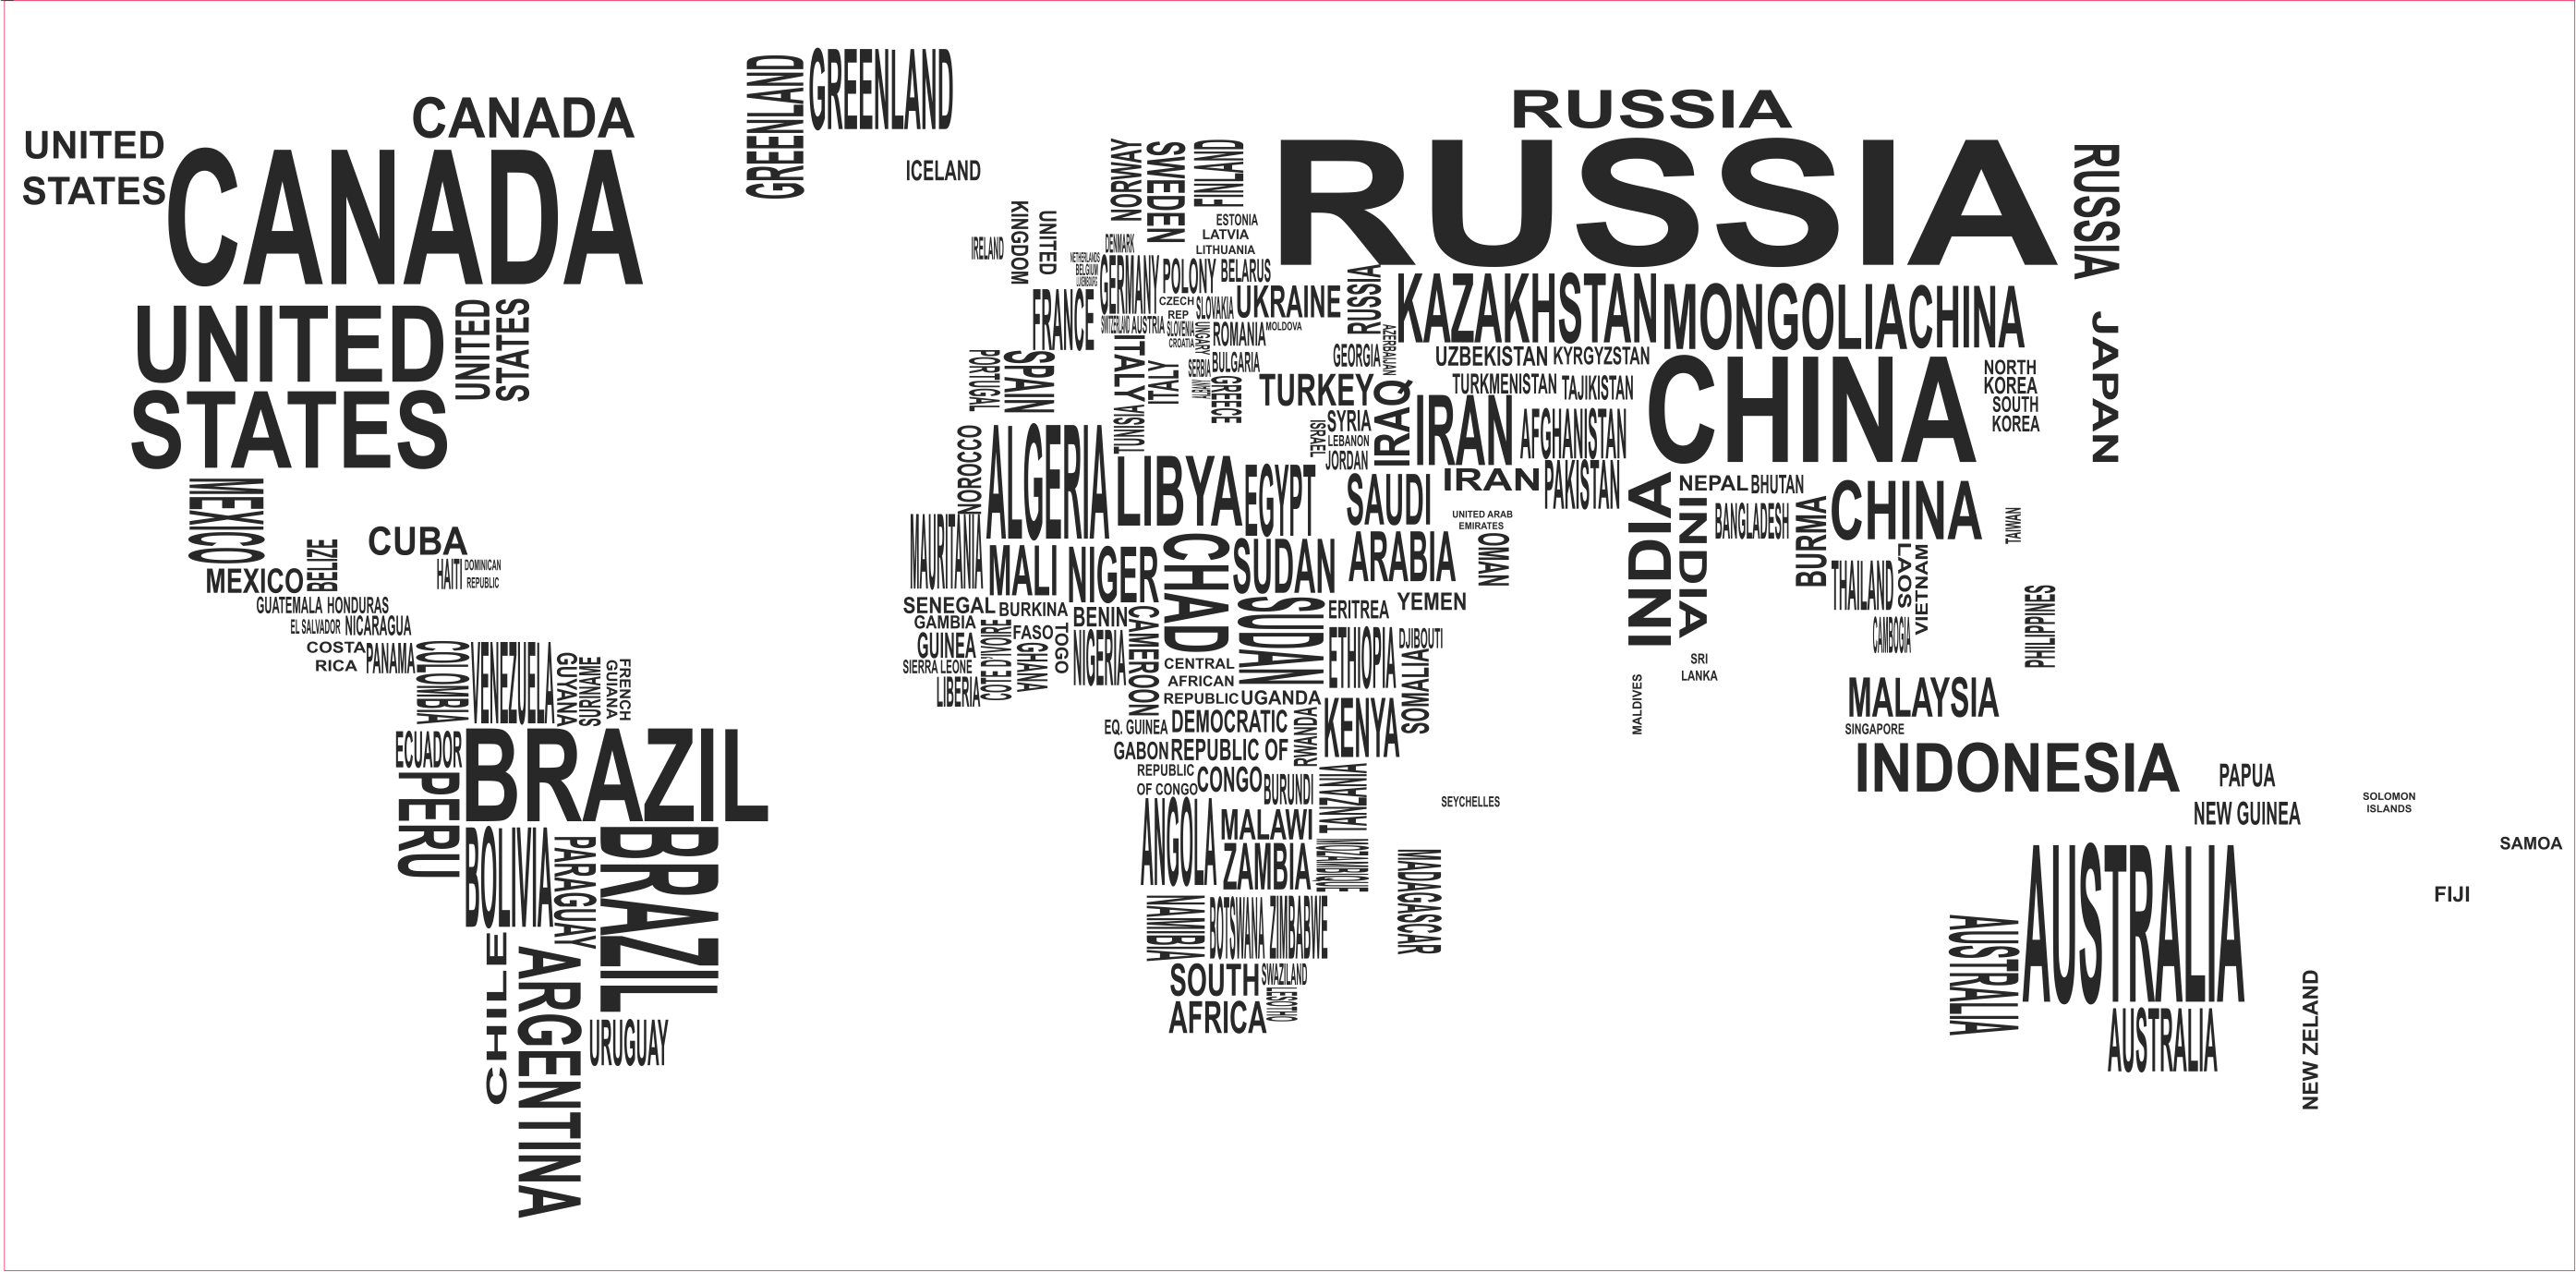 GREENLAND
GREENLAND
CANADA
UNITED
STATES
CANADA
UNITED
STATES
UNITED
STATES
MEXICO
MEXICO
BELIZE
CUBA
HAITI
DOMINICAN
REPUBLIC
GUATEMALA
HONDURAS
EL SALVADOR
NICARAGUA
COSTA
RICA
PANAMA
COLOMBIA
VENEZUELA
GUYANA
SURINAME
FRENCH
GUIANA
ECUADOR
BRAZIL
PERU
BOLIVIA
PARAGUAY
BRAZIL
CHILE
ARGENTINA
URUGUAY
ICELAND
IRELAND
UNITED
KINGDOM
NORWAY
SWEDEN
FINLAND
ESTONIA
LATVIA
LITHUANIA
DENMARK
NETHERLANDS
BELGIUM
LUXEMBOURG
GERMANY
POLONY
BELARUS
FRANCE
CZECH
REP
SLOVAKIA
UKRAINE
SWITZERLAND
AUSTRIA
SLOVENIA
CROATIA
UNGARY
ROMANIA
MOLDOVA
PORTUGAL
SPAIN
ITALY
ITALY
SERBIA
BULGARIA
GREECE
TURKEY
RUSSIA
RUSSIA
RUSSIA
RUSSIA
GEORGIA
AZERBAIJAN
KAZAKHSTAN
MONGOLIA
CHINA
UZBEKISTAN
KYRGYZSTAN
TURKMENISTAN
TAJIKISTAN
CHINA
NORTH
KOREA
SOUTH
KOREA
JAPAN
SYRIA
LEBANON
ISRAEL
JORDAN
IRAQ
IRAN
IRAN
AFGHANISTAN
PAKISTAN
INDIA
INDIA
NEPAL
BHUTAN
BANGLADESH
BURMA
CHINA
TAIWAN
SAUDI
ARABIA
UNITED ARAB
EMIRATES
OMAN
YEMEN
THAILAND
LAOS
VIETNAM
CAMBOGIA
PHILIPPINES
SRI
LANKA
MALDIVES
MALAYSIA
SINGAPORE
INDONESIA
PAPUA
NEW GUINEA
SOLOMON
ISLANDS
SAMOA
FIJI
AUSTRALIA
AUSTRALIA
AUSTRALIA
NEW ZELAND
NOROCCO
ALGERIA
TUNISIA
LIBYA
EGYPT
MAURITANIA
MALI
NIGER
CHAD
SUDAN
SUDAN
ERITREA
SENEGAL
GAMBIA
GUINEA
SIERRA LEONE
LIBERIA
COTE D'IVOIRE
BURKINA
FASO
GHANA
TOGO
BENIN
NIGERIA
CAMEROON
CENTRAL
AFRICAN
REPUBLIC
UGANDA
ETHIOPIA
DJIBOUTI
SOMALIA
KENYA
EQ. GUINEA
GABON
DEMOCRATIC
REPUBLIC OF
CONGO
RWANDA
REPUBLIC
OF CONGO
BURUNDI
TANZANIA
SEYCHELLES
ANGOLA
MALAWI
ZAMBIA
MOZAMBIQUE
MADAGASCAR
NAMIBIA
BOTSWANA
ZIMBABWE
SOUTH
AFRICA
SWAZILAND
LESOTHO